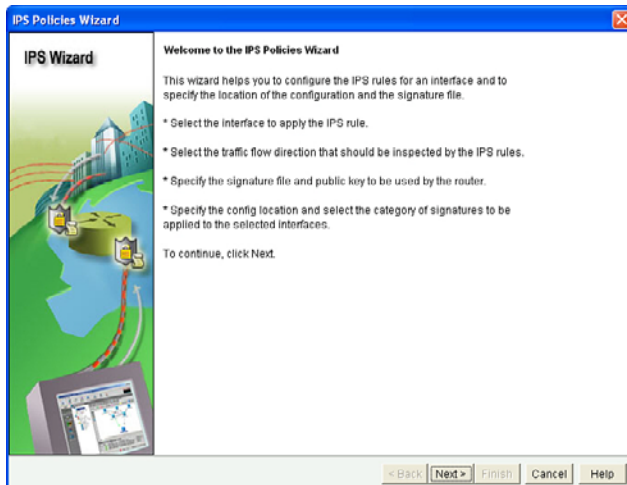 IPS Policies Wizard
IPS Wizard
Welcome to the IPS Policies Wizard
This wizard helps you to configure the IPS rules for an interface and to
specify the location of the configuration and the signature file.
* Select the interface to apply the IPS rule.
* Select the traffic flow direction that should be inspected by the IPS rules.
* Specify the signature file and public key to be used by the router.
* Specify the config location and select the category of signatures to be
applied to the selected interfaces.
To continue, click Next.
< Back Next > Finish Cancel Help